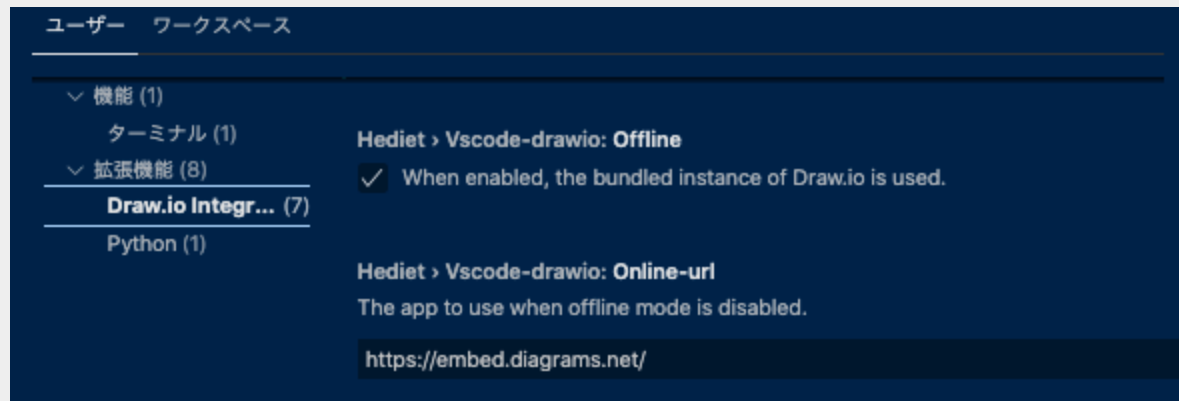 ユーザー ワークスペース
機能 (1)
ターミナル (1)
拡張機能 (8)
Draw.io Integr... (7)
Python (1)
Hediet › Vscode-drawio: Offline
When enabled, the bundled instance of Draw.io is used.
Hediet › Vscode-drawio: Online-url
The app to use when offline mode is disabled.
https://embed.diagrams.net/